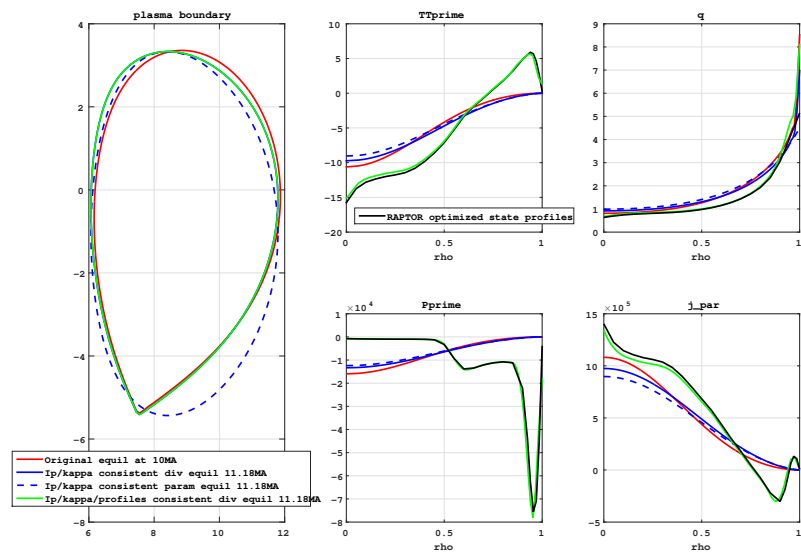 plasma boundary
4
2
0
−2
−4
−6
−8
6 8 10 12
Original equil at 10MA
Ip/kappa consistent div equil 11.18MA
Ip/kappa consistent param equil 11.18MA
Ip/kappa/profiles consistent div equil 11.18MA
TTprime
10
5
0
−5
−10
−15
−20
0 0.5 1
rho
RAPTOR optimized state profiles
q
9
8
7
6
5
4
3
2
1
0
0 0.5 1
rho
× 10 4
Pprime
1
0
−1
−2
−3
−4
−5
−6
−7
−8
0 0.5 1
rho
× 10 5
j_par
15
10
5
0
−5
0 0.5 1
rho